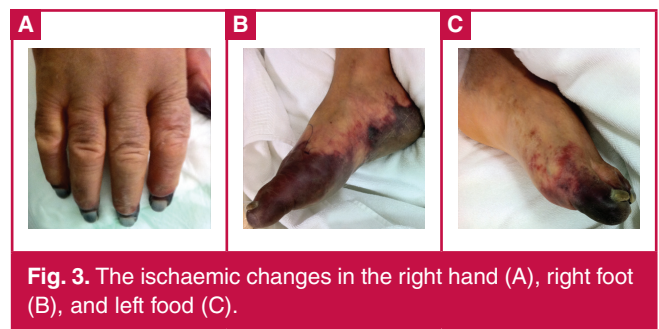 A
B
C
Fig. 3. The ischaemic changes in the right hand (A), right foot
(B), and left food (C).